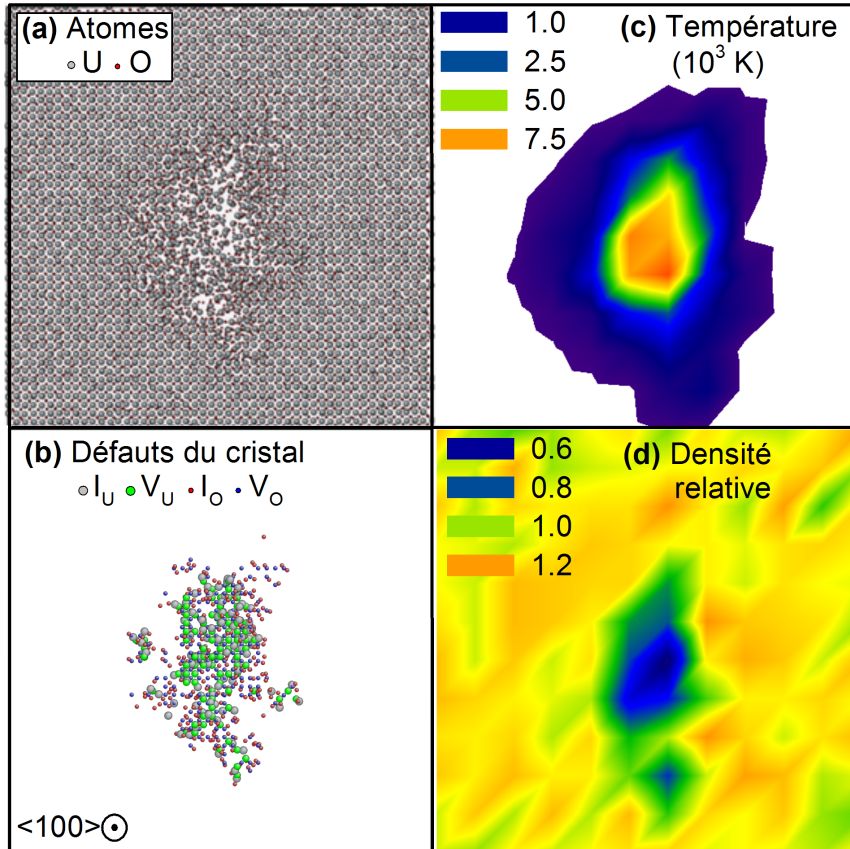 (a) Atomes
U O
(c) Température
(10³ K)
1.0
2.5
5.0
7.5
(b) Défauts du cristal
I_U V_U I_O V_O
<100>
(d) Densité
relative
0.6
0.8
1.0
1.2